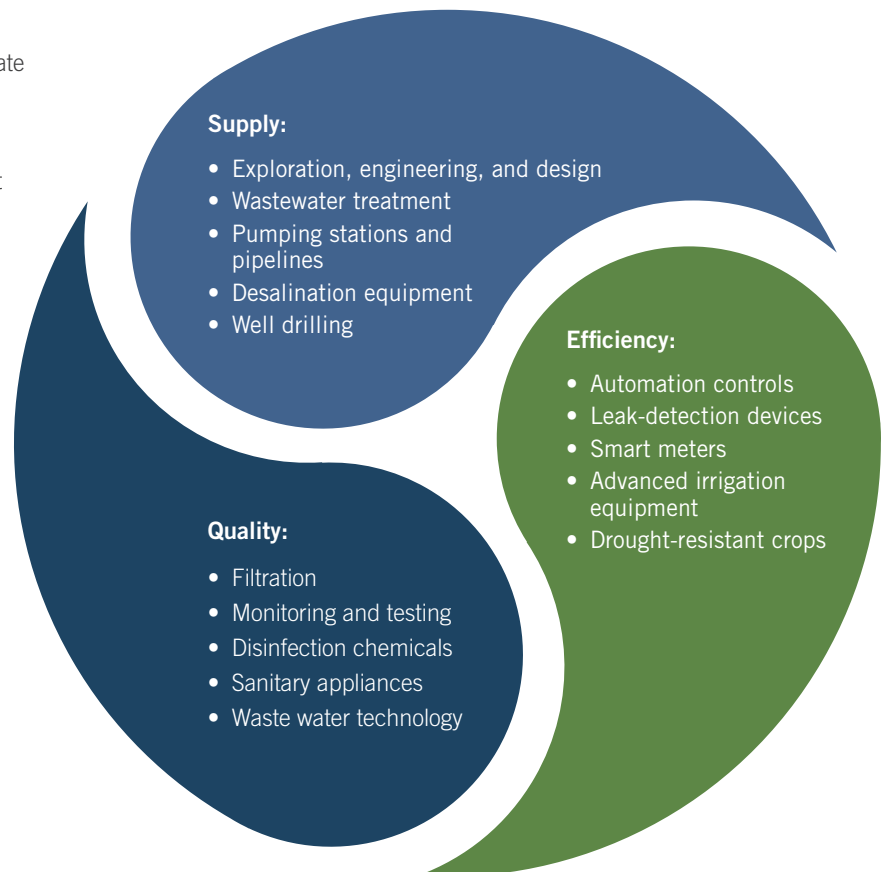 Supply:
• Exploration, engineering, and design
• Wastewater treatment
• Pumping stations and
pipelines
• Desalination equipment
• Well drilling
Efficiency:
• Automation controls
• Leak-detection devices
• Smart meters
• Advanced irrigation
equipment
• Drought-resistant crops
Quality:
• Filtration
• Monitoring and testing
• Disinfection chemicals
• Sanitary appliances
• Waste water technology